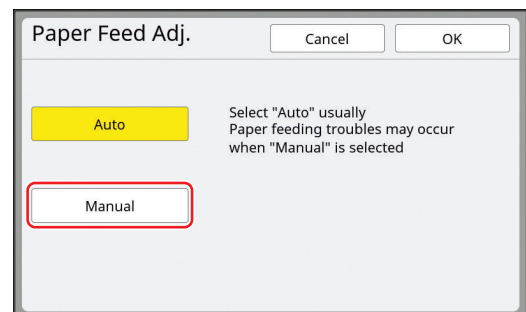 Paper Feed Adj.
Cancel
OK
Auto
Select "Auto" usually
Paper feeding troubles may occur
when "Manual" is selected
Manual